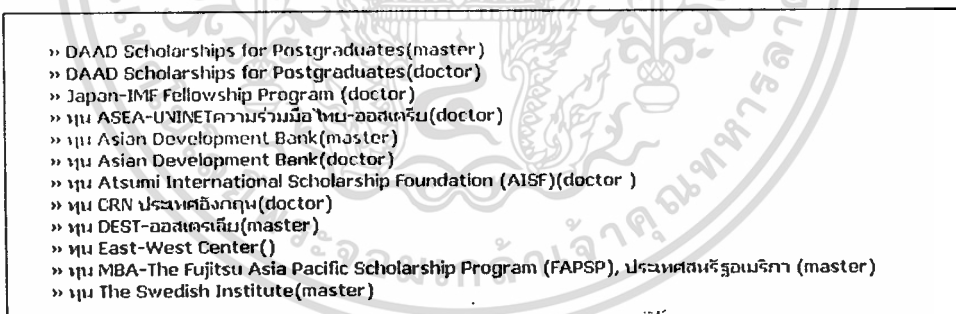 » DAAD Scholarships for Postgraduates(master)
» DAAD Scholarships for Postgraduates(doctor)
» Japan-IMF Fellowship Program (doctor)
» ทุน ASEA-UNINETความร่วมมือไทย-ออสเตรีย(doctor)
» ทุน Asian Development Bank(master)
» ทุน Asian Development Bank(doctor)
» ทุน Atsumi International Scholarship Foundation (AISF)(doctor )
» ทุน CRN ประเทศอังกฤษ(doctor)
» ทุน DEST-ออสเตรเลีย(master)
» ทุน East-West Center()
» ทุน MBA-The Fujitsu Asia Pacific Scholarship Program (FAPSP), ประเทศสหรัฐอเมริกา (master)
» ทุน The Swedish Institute(master)